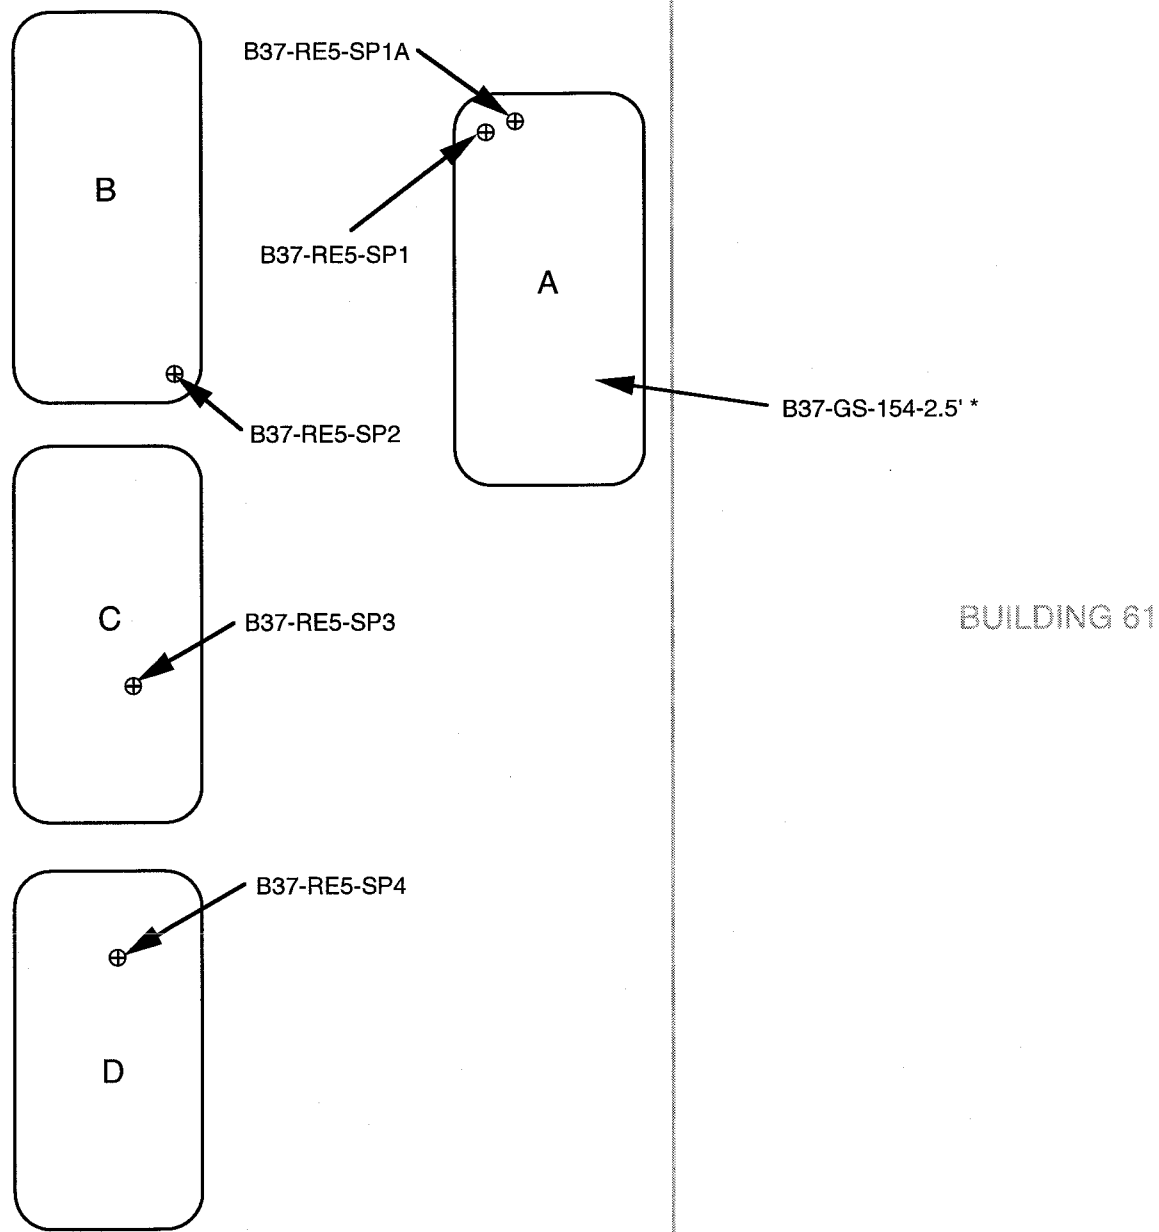 B37-RE5-SP1A
B
B37-RE5-SP1
A
B37-GS-154-2.5' *
B37-RE5-SP2
C
B37-RE5-SP3
BUILDING 61
B37-RE5-SP4
D